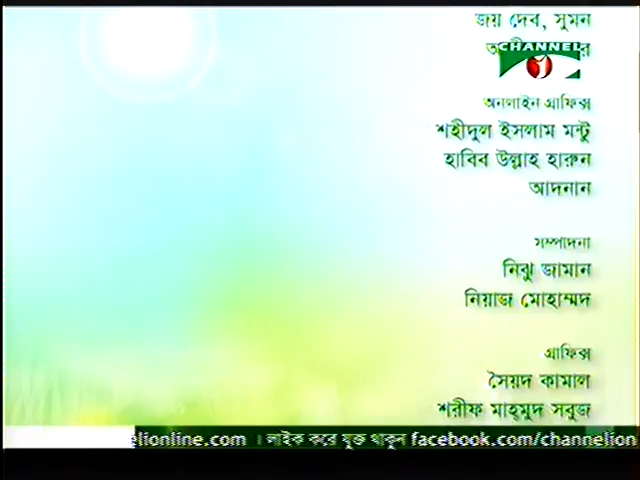 জয় দেব, সুমন
CHANNEL
অনলাইন গ্রাফিক্স
শহীদুল ইসলাম মন্টু
হাবিব উল্লাহ হারুন
আদনান
সম্পাদনা
নিঝু জামান
নিয়াজ মোহাম্মদ
গ্রাফিক্স
সৈয়দ কামাল
শরীফ মাহ্‌মুদ সবুজ
elionline.com । লাইক করে যুক্ত থাকুন facebook.com/channelion